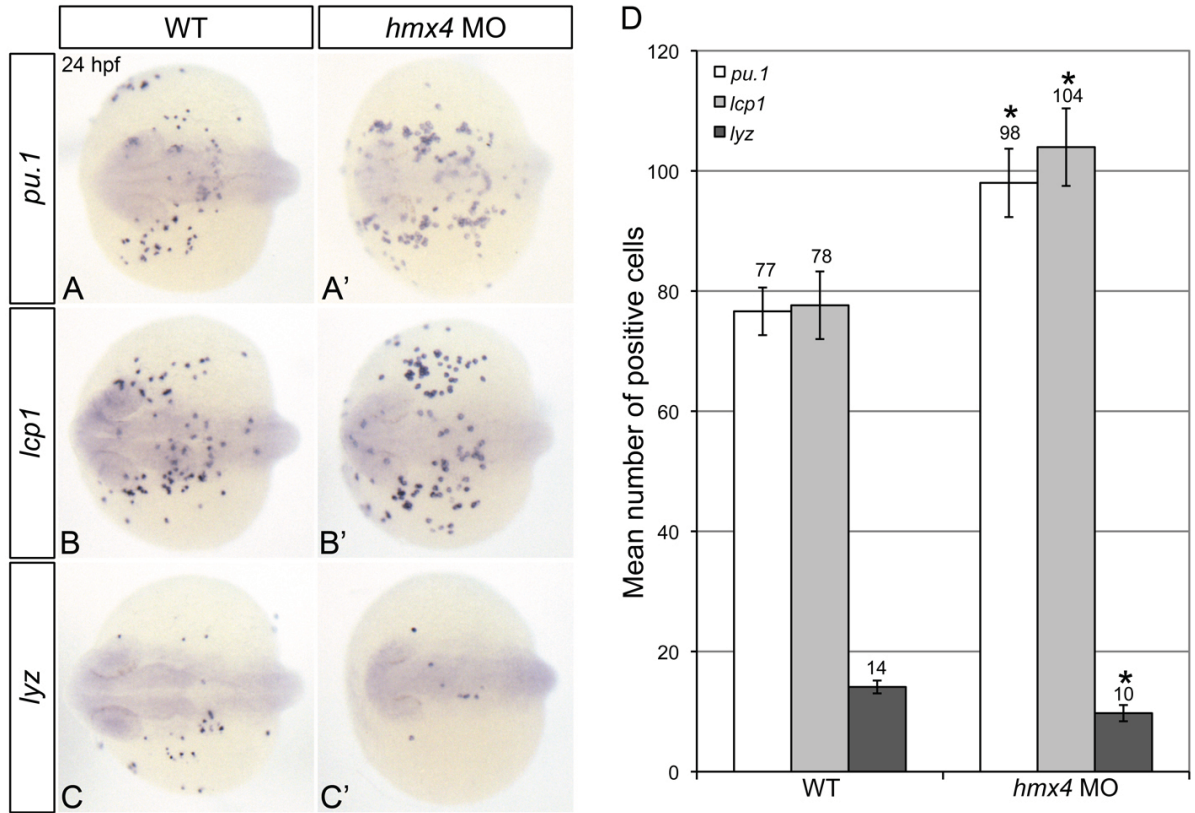 WT
hmx4 MO
24 hpf
pu.1
A
A'
lcp1
B
B'
lyz
C
C'
D
Mean number of positive cells
120
100
80
60
40
20
0
pu.1
lcp1
lyz
77
78
14
*
98
*
104
*
10
WT
hmx4 MO